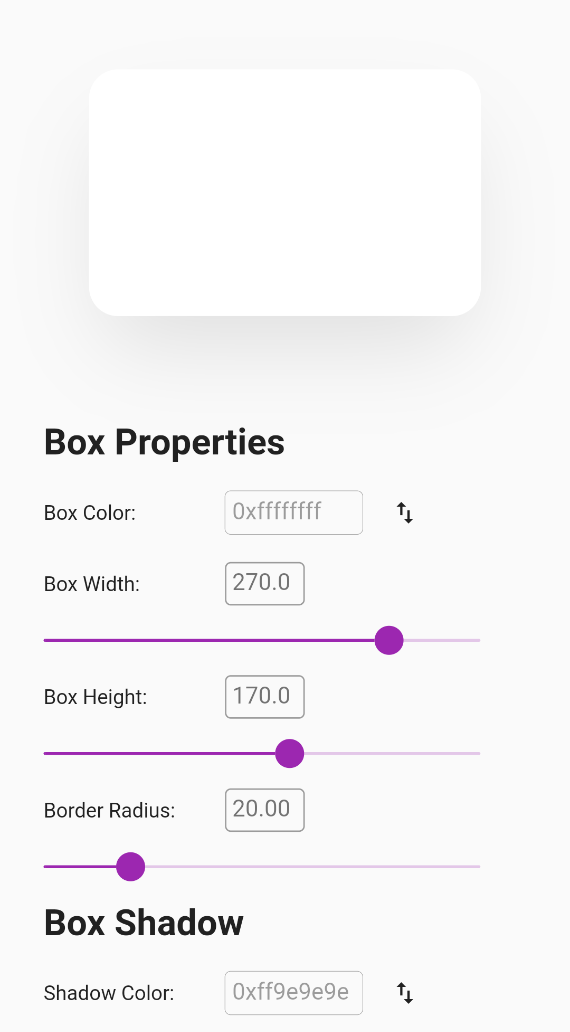 Box Properties
Box Color: 0xffffffff
Box Width: 270.0
Box Height: 170.0
Border Radius: 20.00
Box Shadow
Shadow Color: 0xff9e9e9e